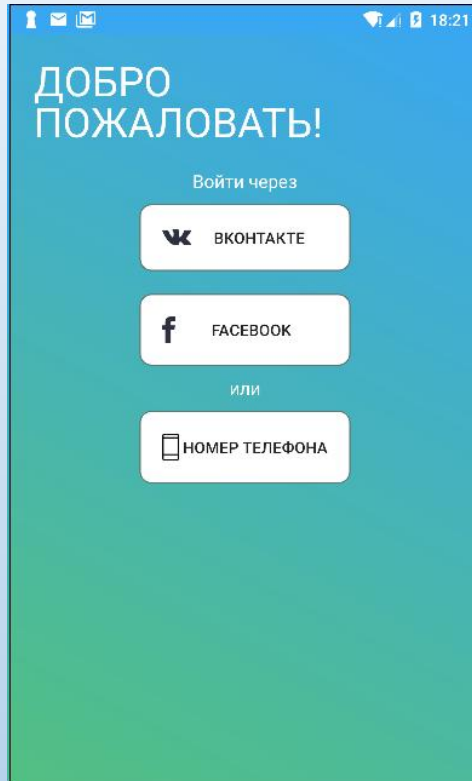 18:21
ДОБРО
ПОЖАЛОВАТЬ!
Войти через
ВКОНТАКТЕ
FACEBOOK
или
НОМЕР ТЕЛЕФОНА